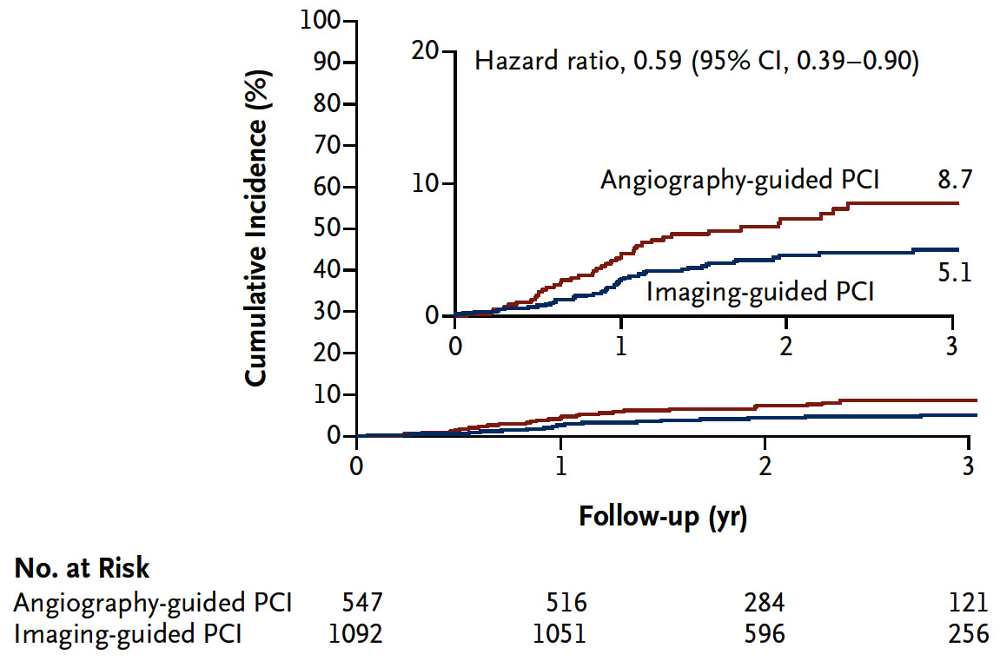 Cumulative Incidence (%)
100
90
80
70
60
50
40
30
20
10
0
20
10
0
Hazard ratio, 0.59 (95% CI, 0.39–0.90)
Angiography-guided PCI 8.7
5.1
Imaging-guided PCI
0 1 2 3
0 1 2 3
Follow-up (yr)
No. at Risk
Angiography-guided PCI 547 516 284 121
Imaging-guided PCI 1092 1051 596 256